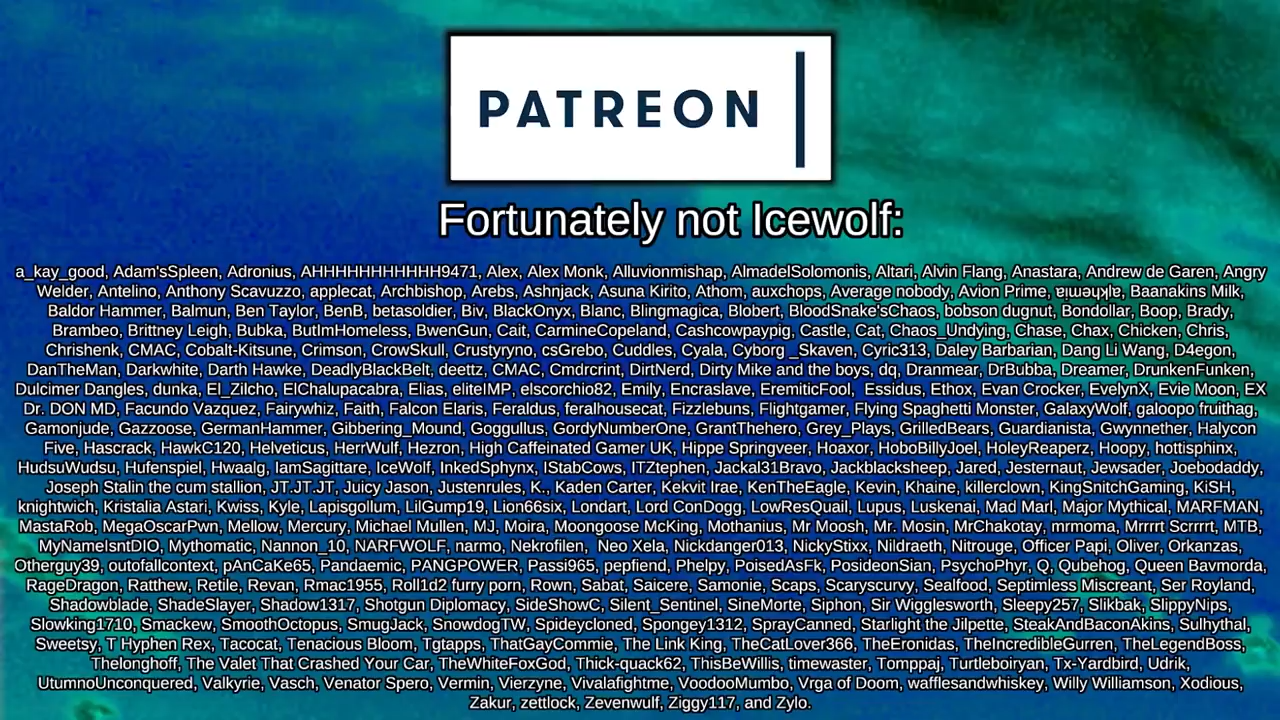 PATREON
Fortunately not Icewolf:
a_kay_good, Adam'sSpleen, Adronius, AHHHHHHHHHHH9471, Alex, Alex Monk, Alluvionmishap, AlmadelSolomonis, Altari, Alvin Flang, Anastara, Andrew de Garen, Angry
Welder, Antelino, Anthony Scavuzzo, applecat, Archbishop, Arebs, Ashnjack, Asuna Kirito, Athom, auxchops, Average nobody, Avion Prime, Baanakins Milk,
Baldor Hammer, Balmun, Ben Taylor, BenB, betasoldier, Biv, BlackOnyx, Blanc, Blingmagica, Blobert, BloodSnake'sChaos, bobson dugnut, Bondollar, Boop, Brady,
Brambeo, Brittney Leigh, Bubka, ButImHomeless, BwenGun, Cait, CarmineCopeland, Cashcowpaypig, Castle, Cat, Chaos_Undying, Chase, Chax, Chicken, Chris,
Chrishenk, CMAC, Cobalt-Kitsune, Crimson, CrowSkull, Crustyryno, csGrebo, Cuddles, Cyala, Cyborg _Skaven, Cyric313, Daley Barbarian, Dang Li Wang, D4egon,
DanTheMan, Darkwhite, Darth Hawke, DeadlyBlackBelt, deettz, CMAC, Cmdrcrint, DirtNerd, Dirty Mike and the boys, dq, Dranmear, DrBubba, Dreamer, DrunkenFunken,
Dulcimer Dangles, dunka, El_Zilcho, ElChalupacabra, Elias, eliteIMP, elscorchio82, Emily, Encraslave, EremiticFool, Essidus, Ethox, Evan Crocker, EvelynX, Evie Moon, EX
Dr. DON MD, Facundo Vazquez, Fairywhiz, Faith, Falcon Elaris, Feraldus, feralhousecat, Fizzlebuns, Flightgamer, Flying Spaghetti Monster, GalaxyWolf, galoopo fruithag,
Gamonjude, Gazzoose, GermanHammer, Gibbering_Mound, Goggullus, GordyNumberOne, GrantThehero, Grey_Plays, GrilledBears, Guardianista, Gwynnether, Halycon
Five, Hascrack, HawkC120, Helveticus, HerrWulf, Hezron, High Caffeinated Gamer UK, Hippe Springveer, Hoaxor, HoboBillyJoel, HoleyReaperz, Hoopy, hottisphinx,
HudsuWudsu, Hufenspiel, Hwaalg, IamSagittare, IceWolf, InkedSphynx, IStabCows, ITZtephen, Jackal31Bravo, Jackblacksheep, Jared, Jesternaut, Jewsader, Joebodaddy,
Joseph Stalin the cum stallion, JT.JT.JT, Juicy Jason, Justenrules, K., Kaden Carter, Kekvit Irae, KenTheEagle, Kevin, Khaine, killerclown, KingSnitchGaming, KiSH,
knightwich, Kristalia Astari, Kwiss, Kyle, Lapisgollum, LilGump19, Lion66six, Londart, Lord ConDogg, LowResQuail, Lupus, Luskenai, Mad Marl, Major Mythical, MARFMAN,
MastaRob, MegaOscarPwn, Mellow, Mercury, Michael Mullen, MJ, Moira, Moongoose McKing, Mothanius, Mr Moosh, Mr. Mosin, MrChakotay, mrmoma, Mrrrrt Scrrrrt, MTB,
MyNameIsntDIO, Mythomatic, Nannon_10, NARFWOLF, narmo, Nekrofilen, Neo Xela, Nickdanger013, NickyStixx, Nildraeth, Nitrouge, Officer Papi, Oliver, Orkanzas,
Otherguy39, outofallcontext, pAnCaKe65, Pandaemic, PANGPOWER, Passi965, pepfiend, Phelpy, PoisedAsFk, PosideonSian, PsychoPhyr, Q, Qubehog, Queen Bavmorda,
RageDragon, Ratthew, Retile, Revan, Rmac1955, Roll1d2 furry porn, Rown, Sabat, Saicere, Samonie, Scaps, Scaryscurvy, Sealfood, Septimless Miscreant, Ser Royland,
Shadowblade, ShadeSlayer, Shadow1317, Shotgun Diplomacy, SideShowC, Silent_Sentinel, SineMorte, Siphon, Sir Wigglesworth, Sleepy257, Slikbak, SlippyNips,
Slowking1710, Smackew, SmoothOctopus, SmugJack, SnowdogTW, Spideycloned, Spongey1312, SprayCanned, Starlight the Jilpette, SteakAndBaconAkins, Sulhythal,
Sweetsy, T Hyphen Rex, Tacocat, Tenacious Bloom, Tgtapps, ThatGayCommie, The Link King, TheCatLover366, TheEronidas, TheIncredibleGurren, TheLegendBoss,
Thelonghoff, The Valet That Crashed Your Car, TheWhiteFoxGod, Thick-quack62, ThisBeWillis, timewaster, Tomppaj, Turtleboiryan, Tx-Yardbird, Udrik,
UtumnoUnconquered, Valkyrie, Vasch, Venator Spero, Vermin, Vierzyne, Vivalafightme, VoodooMumbo, Vrga of Doom, wafflesandwhiskey, Willy Williamson, Xodious,
Zakur, zettlock, Zevenwulf, Ziggy117, and Zylo.